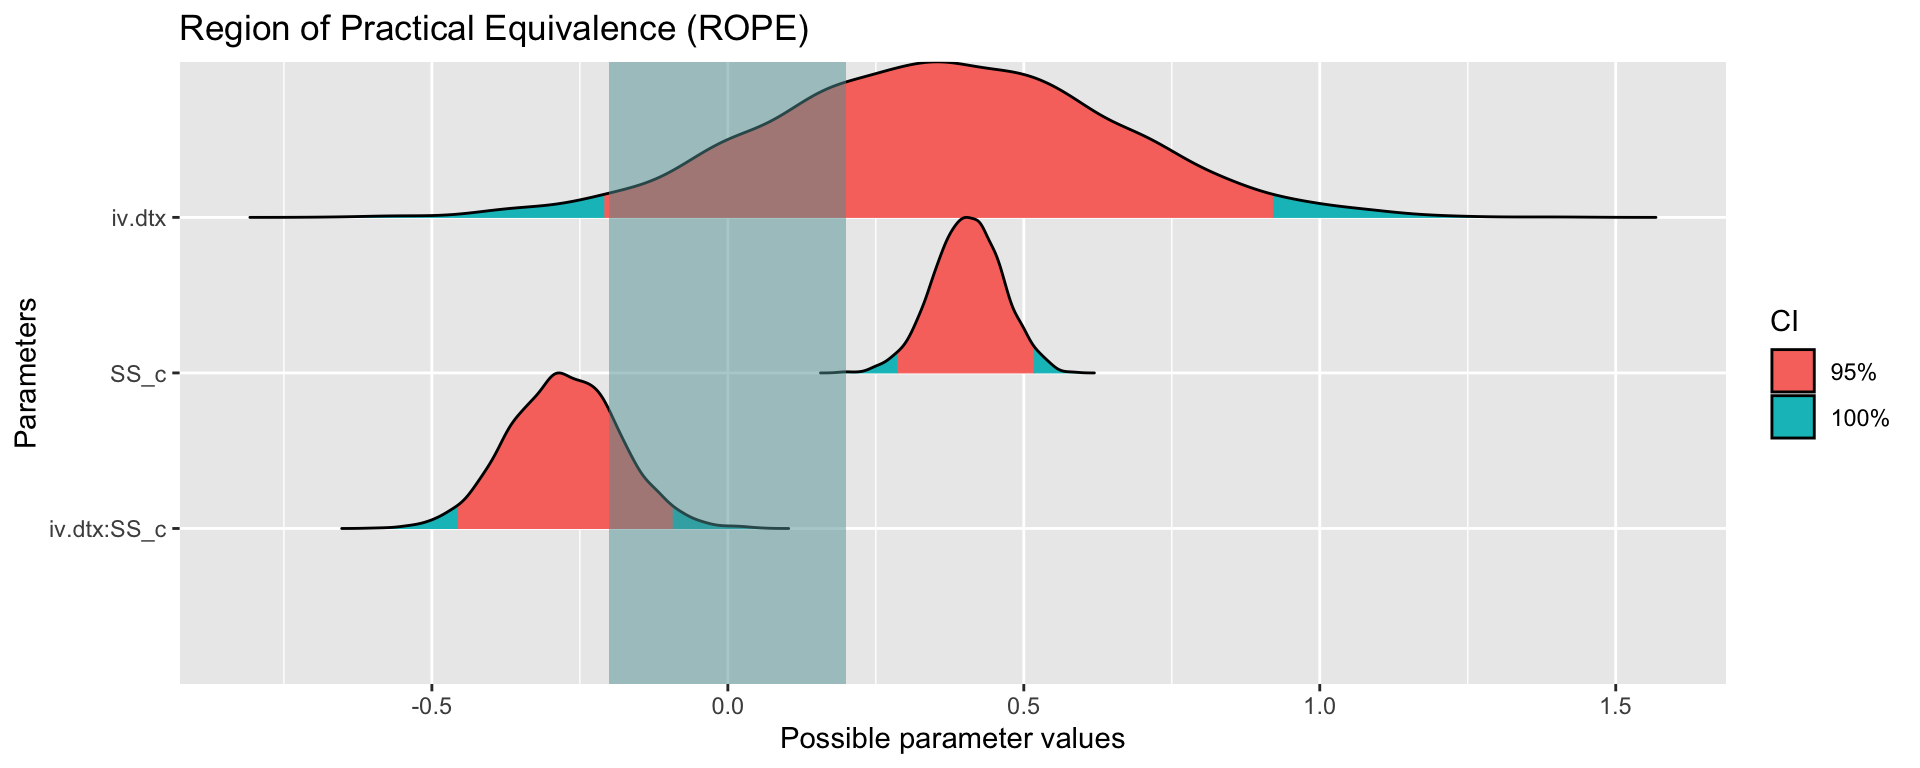 Region of Practical Equivalence (ROPE)
Parameters
iv.dtx
SS_c
iv.dtx:SS_c
-0.5
0.0
0.5
1.0
1.5
Possible parameter values
CI
95%
100%